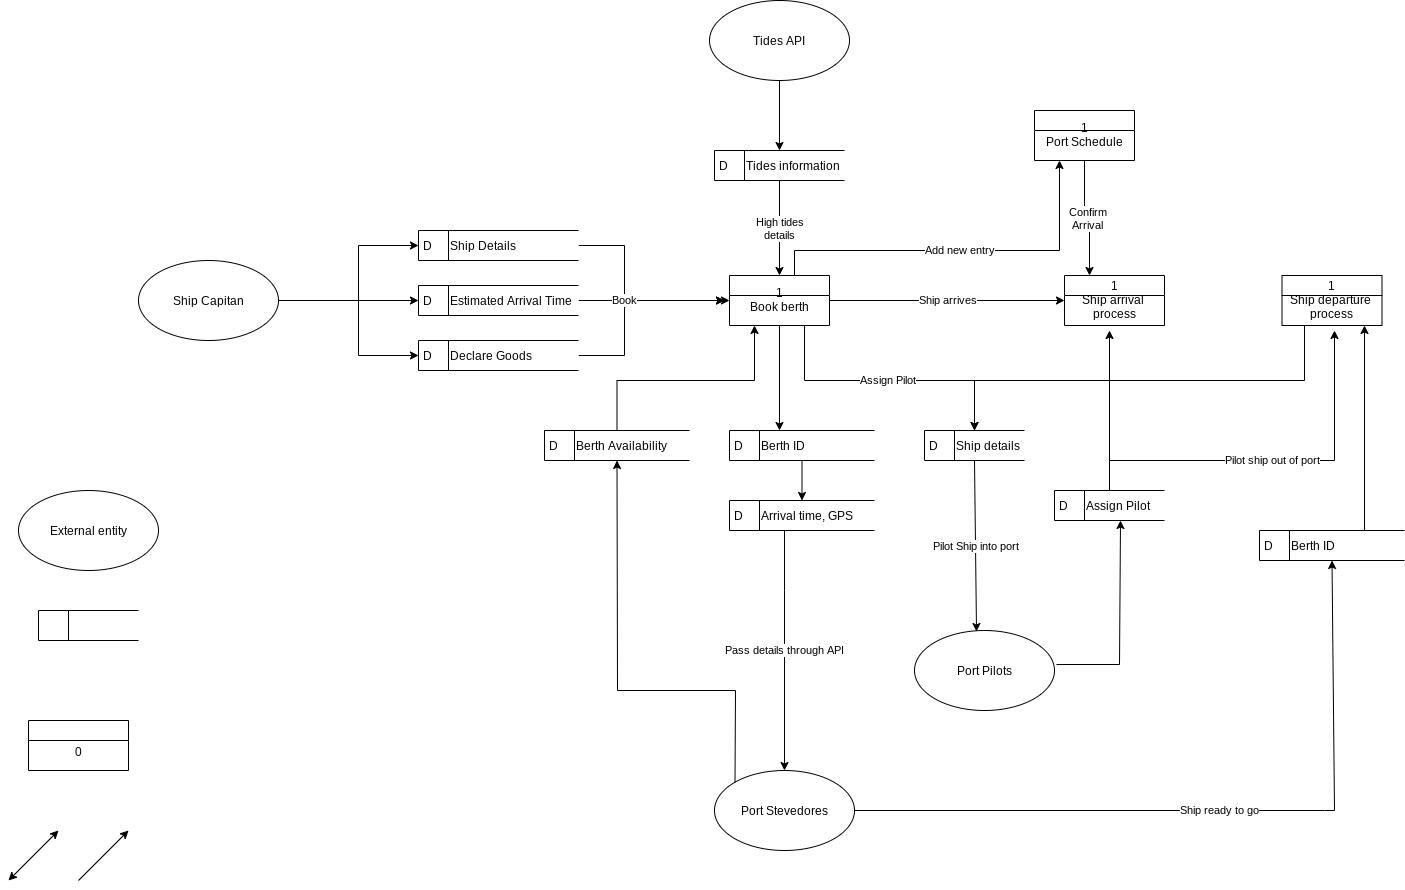 Tides API
1
Port Schedule
D
Tides information
High tides
details
Confirm
Arrival
D
Ship Details
Add new entry
Ship Capitan
D
Estimated Arrival Time
Book
1
Book berth
Ship arrives
1
Ship arrival
process
1
Ship departure
process
D
Declare Goods
Assign Pilot
D
Berth Availability
D
Berth ID
D
Ship details
Pilot ship out of port
D
Arrival time, GPS
D
Assign Pilot
External entity
Pilot Ship into port
D
Berth ID
Pass details through API
Port Pilots
0
Port Stevedores
Ship ready to go